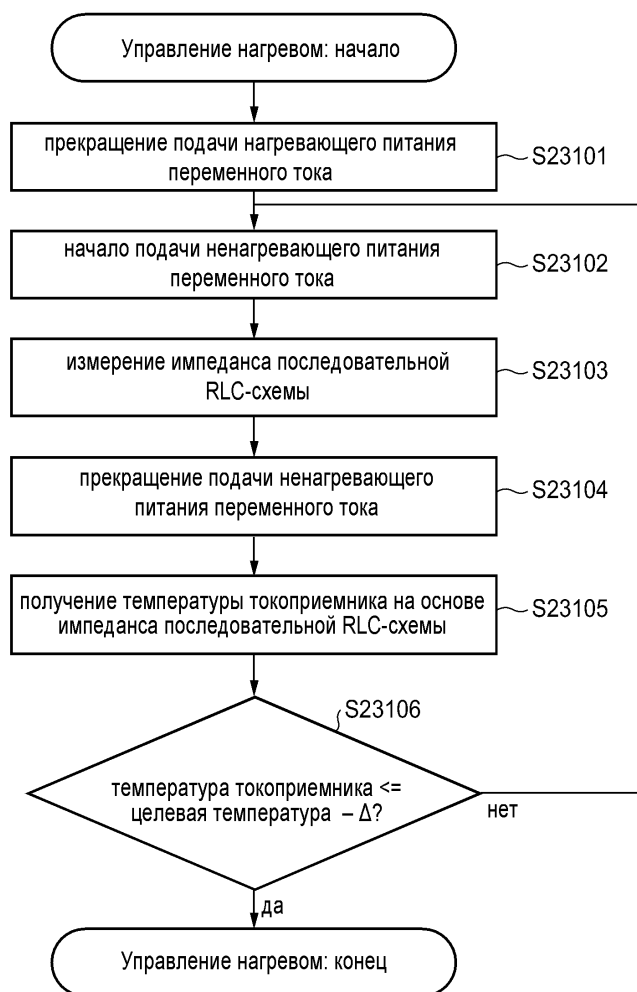 Управление нагревом: начало
прекращение подачи нагревающего питания
переменного тока
S23101
начало подачи ненагревающего питания
переменного тока
S23102
измерение импеданса последовательной
RLC-схемы
S23103
прекращение подачи ненагревающего
питания переменного тока
S23104
получение температуры токоприемника на основе
импеданса последовательной RLC-схемы
S23105
S23106
температура токоприемника <=
целевая температура – Δ?
нет
да
Управление нагревом: конец